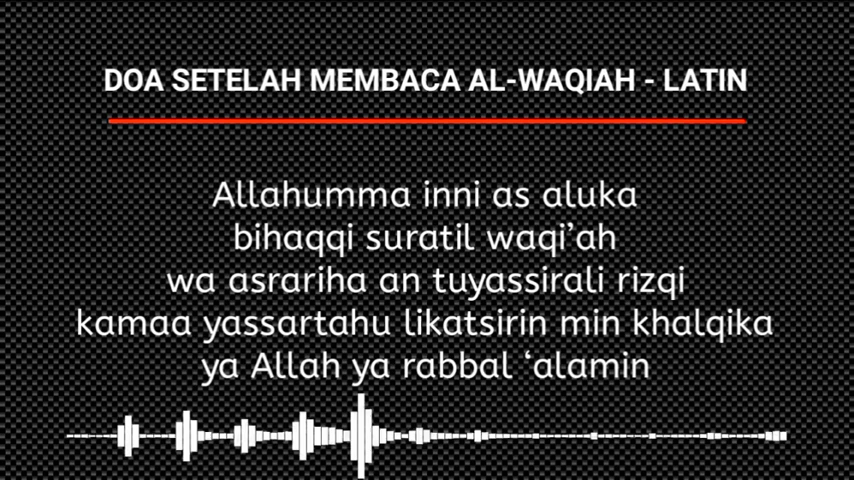 DOA SETELAH MEMBACA AL-WAQIAH - LATIN
Allahumma inni as aluka
bihaqqi suratil waqi’ah
wa asrariha an tuyassirali rizqi
kamaa yassartahu likatsirin min khalqika
ya Allah ya rabbal ‘alamin